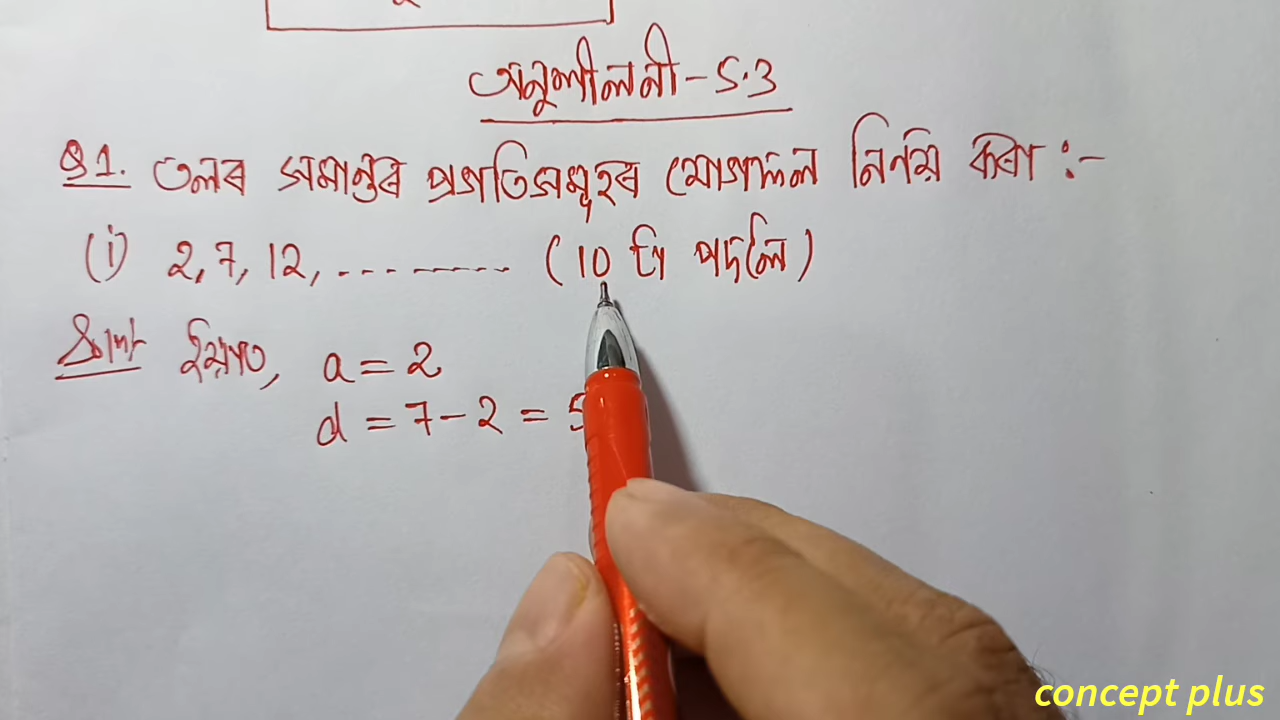 অনুশীলনী - 5.3
Q1. তলৰ সমান্তৰ প্ৰগতিসমূহৰ যোগফল নিৰ্ণয় কৰা :-
(i) 2, 7, 12, ---------- (10 টা পদলৈ)
Soln ইয়াত, a = 2
d = 7 - 2 = 5
concept plus